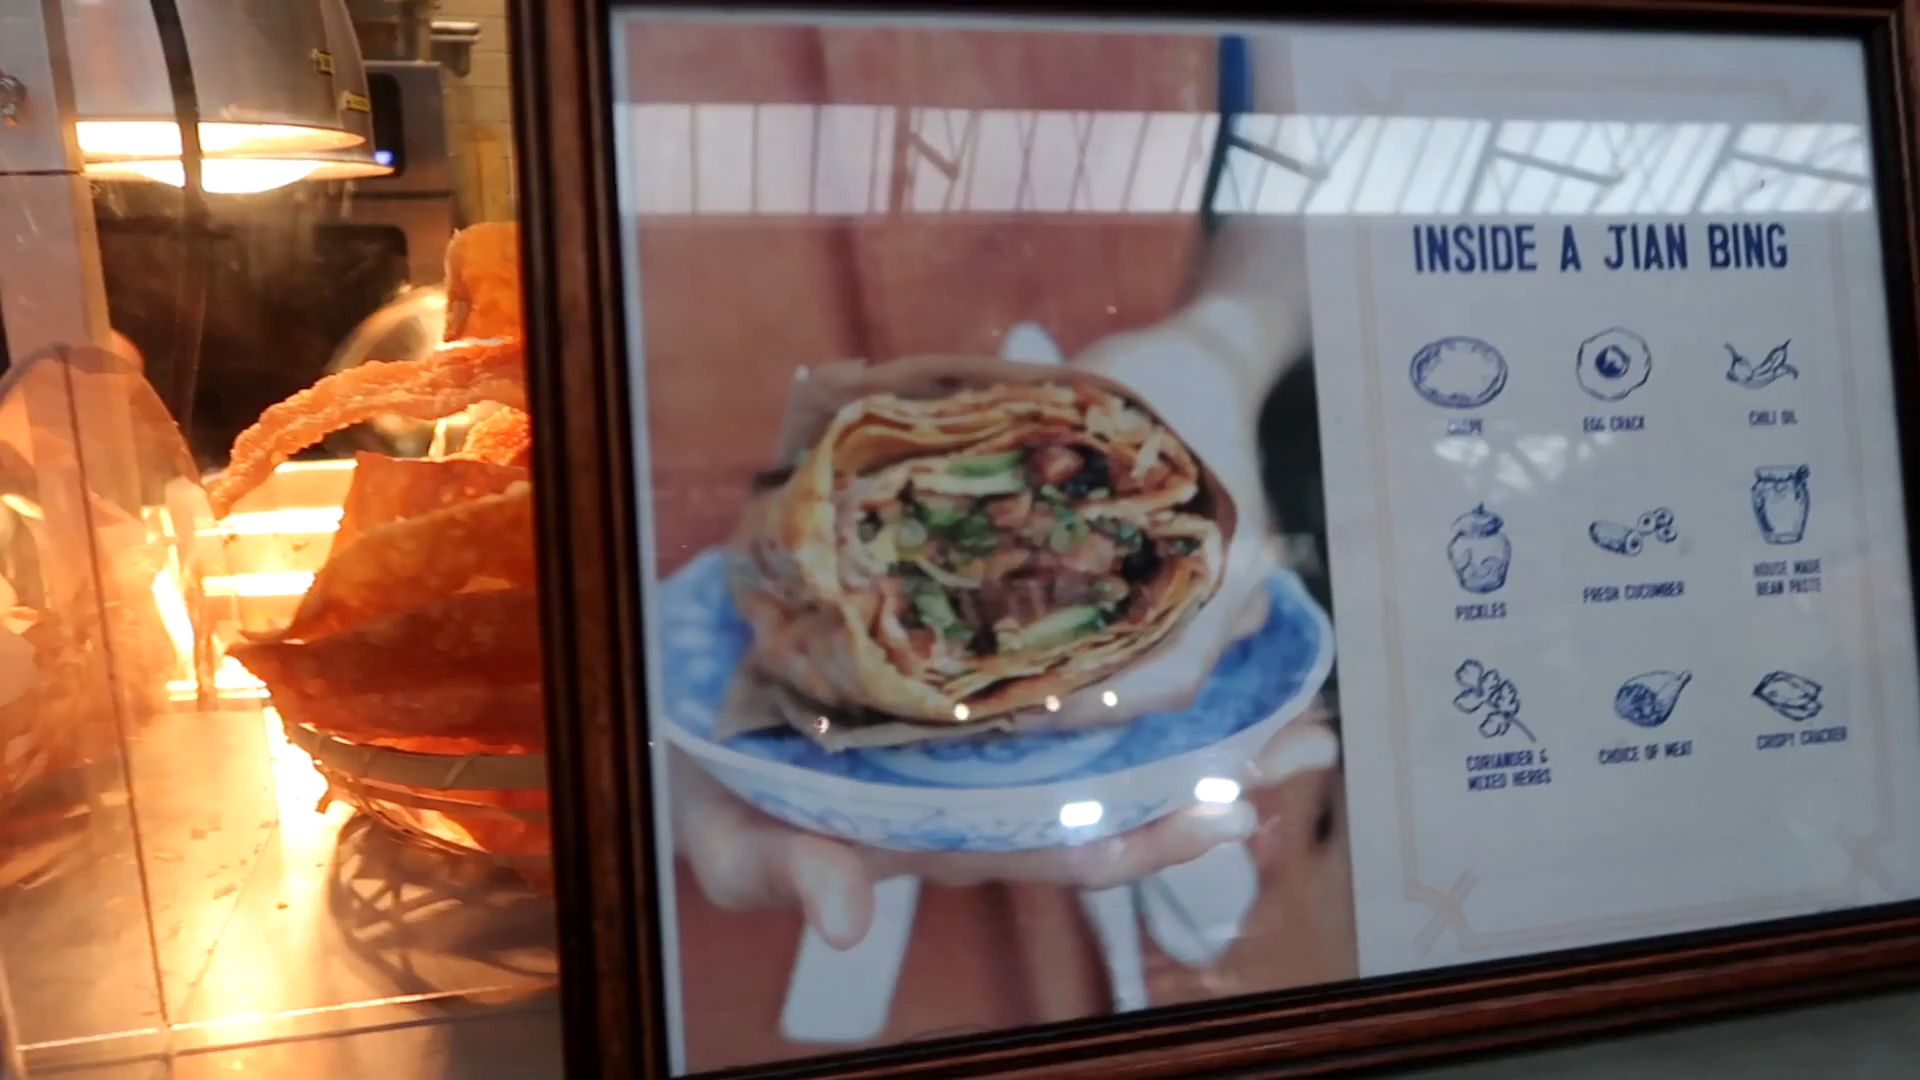 INSIDE A JIAN BING
CREPE
EGG CRACK
CHILI OIL
PICKLES
FRESH CUCUMBER
HOUSE MADE
BEAN PASTE
CORIANDER &
MIXED HERBS
CHOICE OF MEAT
CRISPY CRACKER